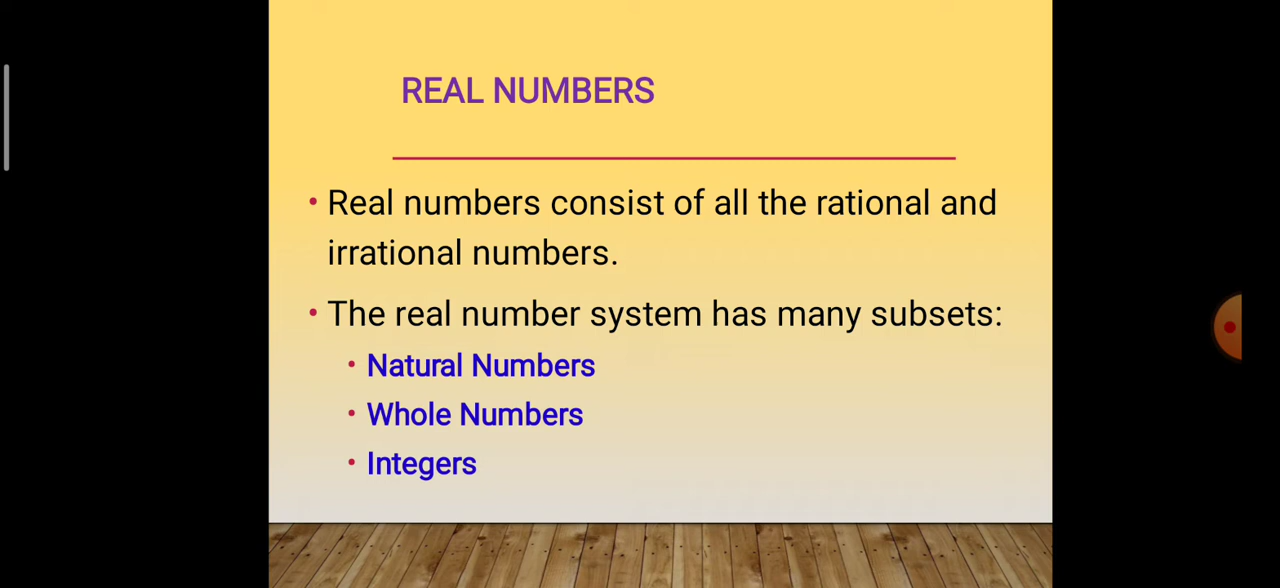 REAL NUMBERS
• Real numbers consist of all the rational and
irrational numbers.
• The real number system has many subsets:
• Natural Numbers
• Whole Numbers
• Integers